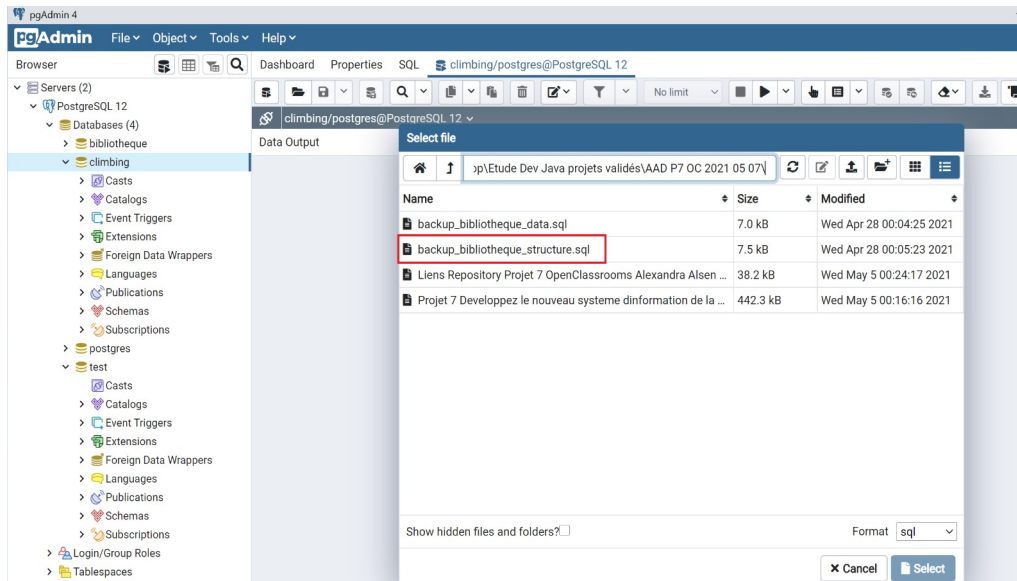 pgAdmin 4
pgAdmin File Object Tools Help
Browser
Dashboard Properties SQL climbing/postgres@PostgreSQL 12
Servers (2)
PostgreSQL 12
Databases (4)
bibliotheque
climbing
Casts
Catalogs
Event Triggers
Extensions
Foreign Data Wrappers
Languages
Publications
Schemas
Subscriptions
postgres
test
Casts
Catalogs
Event Triggers
Extensions
Foreign Data Wrappers
Languages
Publications
Schemas
Subscriptions
Login/Group Roles
Tablespaces
No limit
climbing/postgres@PostgreSQL 12
Data Output
Select file
\Etude Dev Java projets validés\AAD P7 OC 2021 05 07\
Name Size Modified
backup_bibliotheque_data.sql 7.0 kB Wed Apr 28 00:04:25 2021
backup_bibliotheque_structure.sql 7.5 kB Wed Apr 28 00:05:23 2021
Liens Repository Projet 7 OpenClassrooms Alexandra Alsen ... 38.2 kB Wed May 5 00:24:17 2021
Projet 7 Developpez le nouveau systeme dinformation de la ... 442.3 kB Wed May 5 00:16:16 2021
Show hidden files and folders?
Format sql
Cancel Select